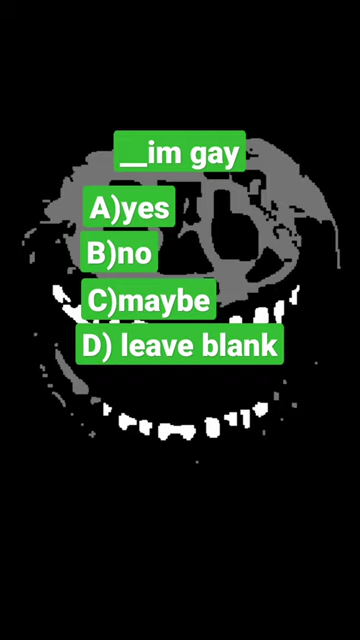 __im gay
A)yes
B)no
C)maybe
D) leave blank